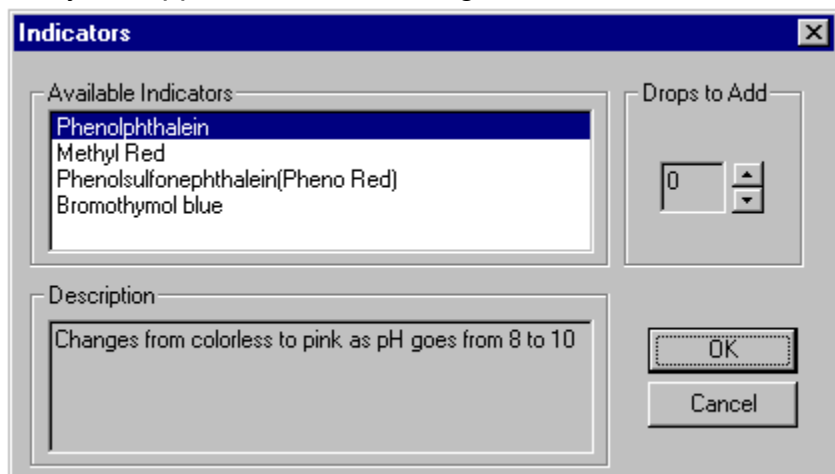 Indicators
Available Indicators
Phenolphthalein
Methyl Red
Phenolsulfonephthalein(Pheno Red)
Bromothymol blue
Drops to Add
0
Description
Changes from colorless to pink as pH goes from 8 to 10
OK
Cancel